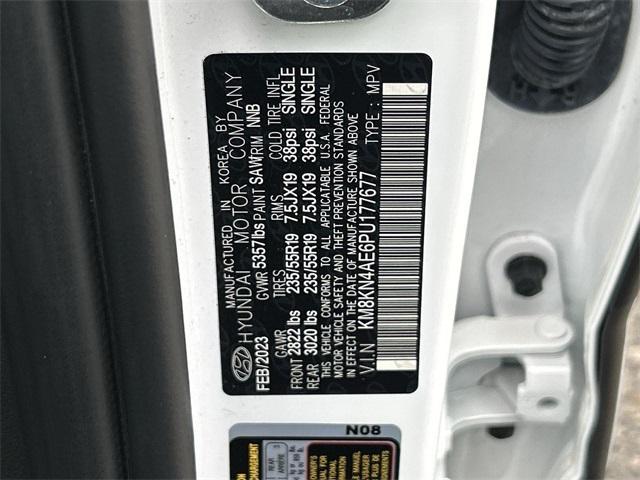 MANUFACTURED IN KOREA BY
HYUNDAI MOTOR COMPANY
FEB/2023 GVWR 5357lbs PAINT SAW TRIM NNB
GAWR TIRES RIMS COLD TIRE INFL
FRONT 2822 lbs 235/55R19 7.5JX19 38psi SINGLE
REAR 3020 lbs 235/55R19 7.5JX19 38psi SINGLE
THIS VEHICLE CONFORMS TO ALL APPLICABLE U.S.A. FEDERAL
MOTOR VEHICLE SAFETY AND THEFT PREVENTION STANDARDS
IN EFFECT ON THE DATE OF MANUFACTURE SHOWN ABOVE
V.I.N KM8KN4AE6PU177677 TYPE : MPV
N08
REAR
ARRIERE